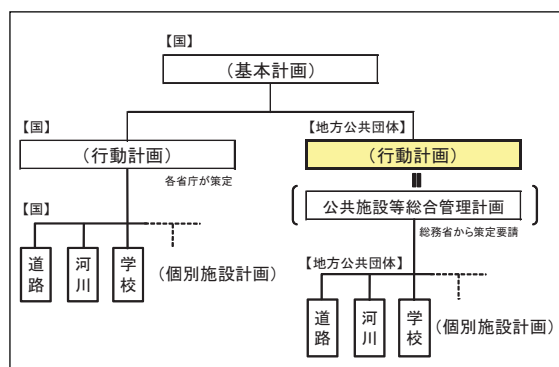 【国】
(基本計画)
【国】
(行動計画)
各省庁が策定
【地方公共団体】
(行動計画)
公共施設等総合管理計画
総務省から策定要請
【国】
道路
河川
学校
(個別施設計画)
【地方公共団体】
道路
河川
学校
(個別施設計画)